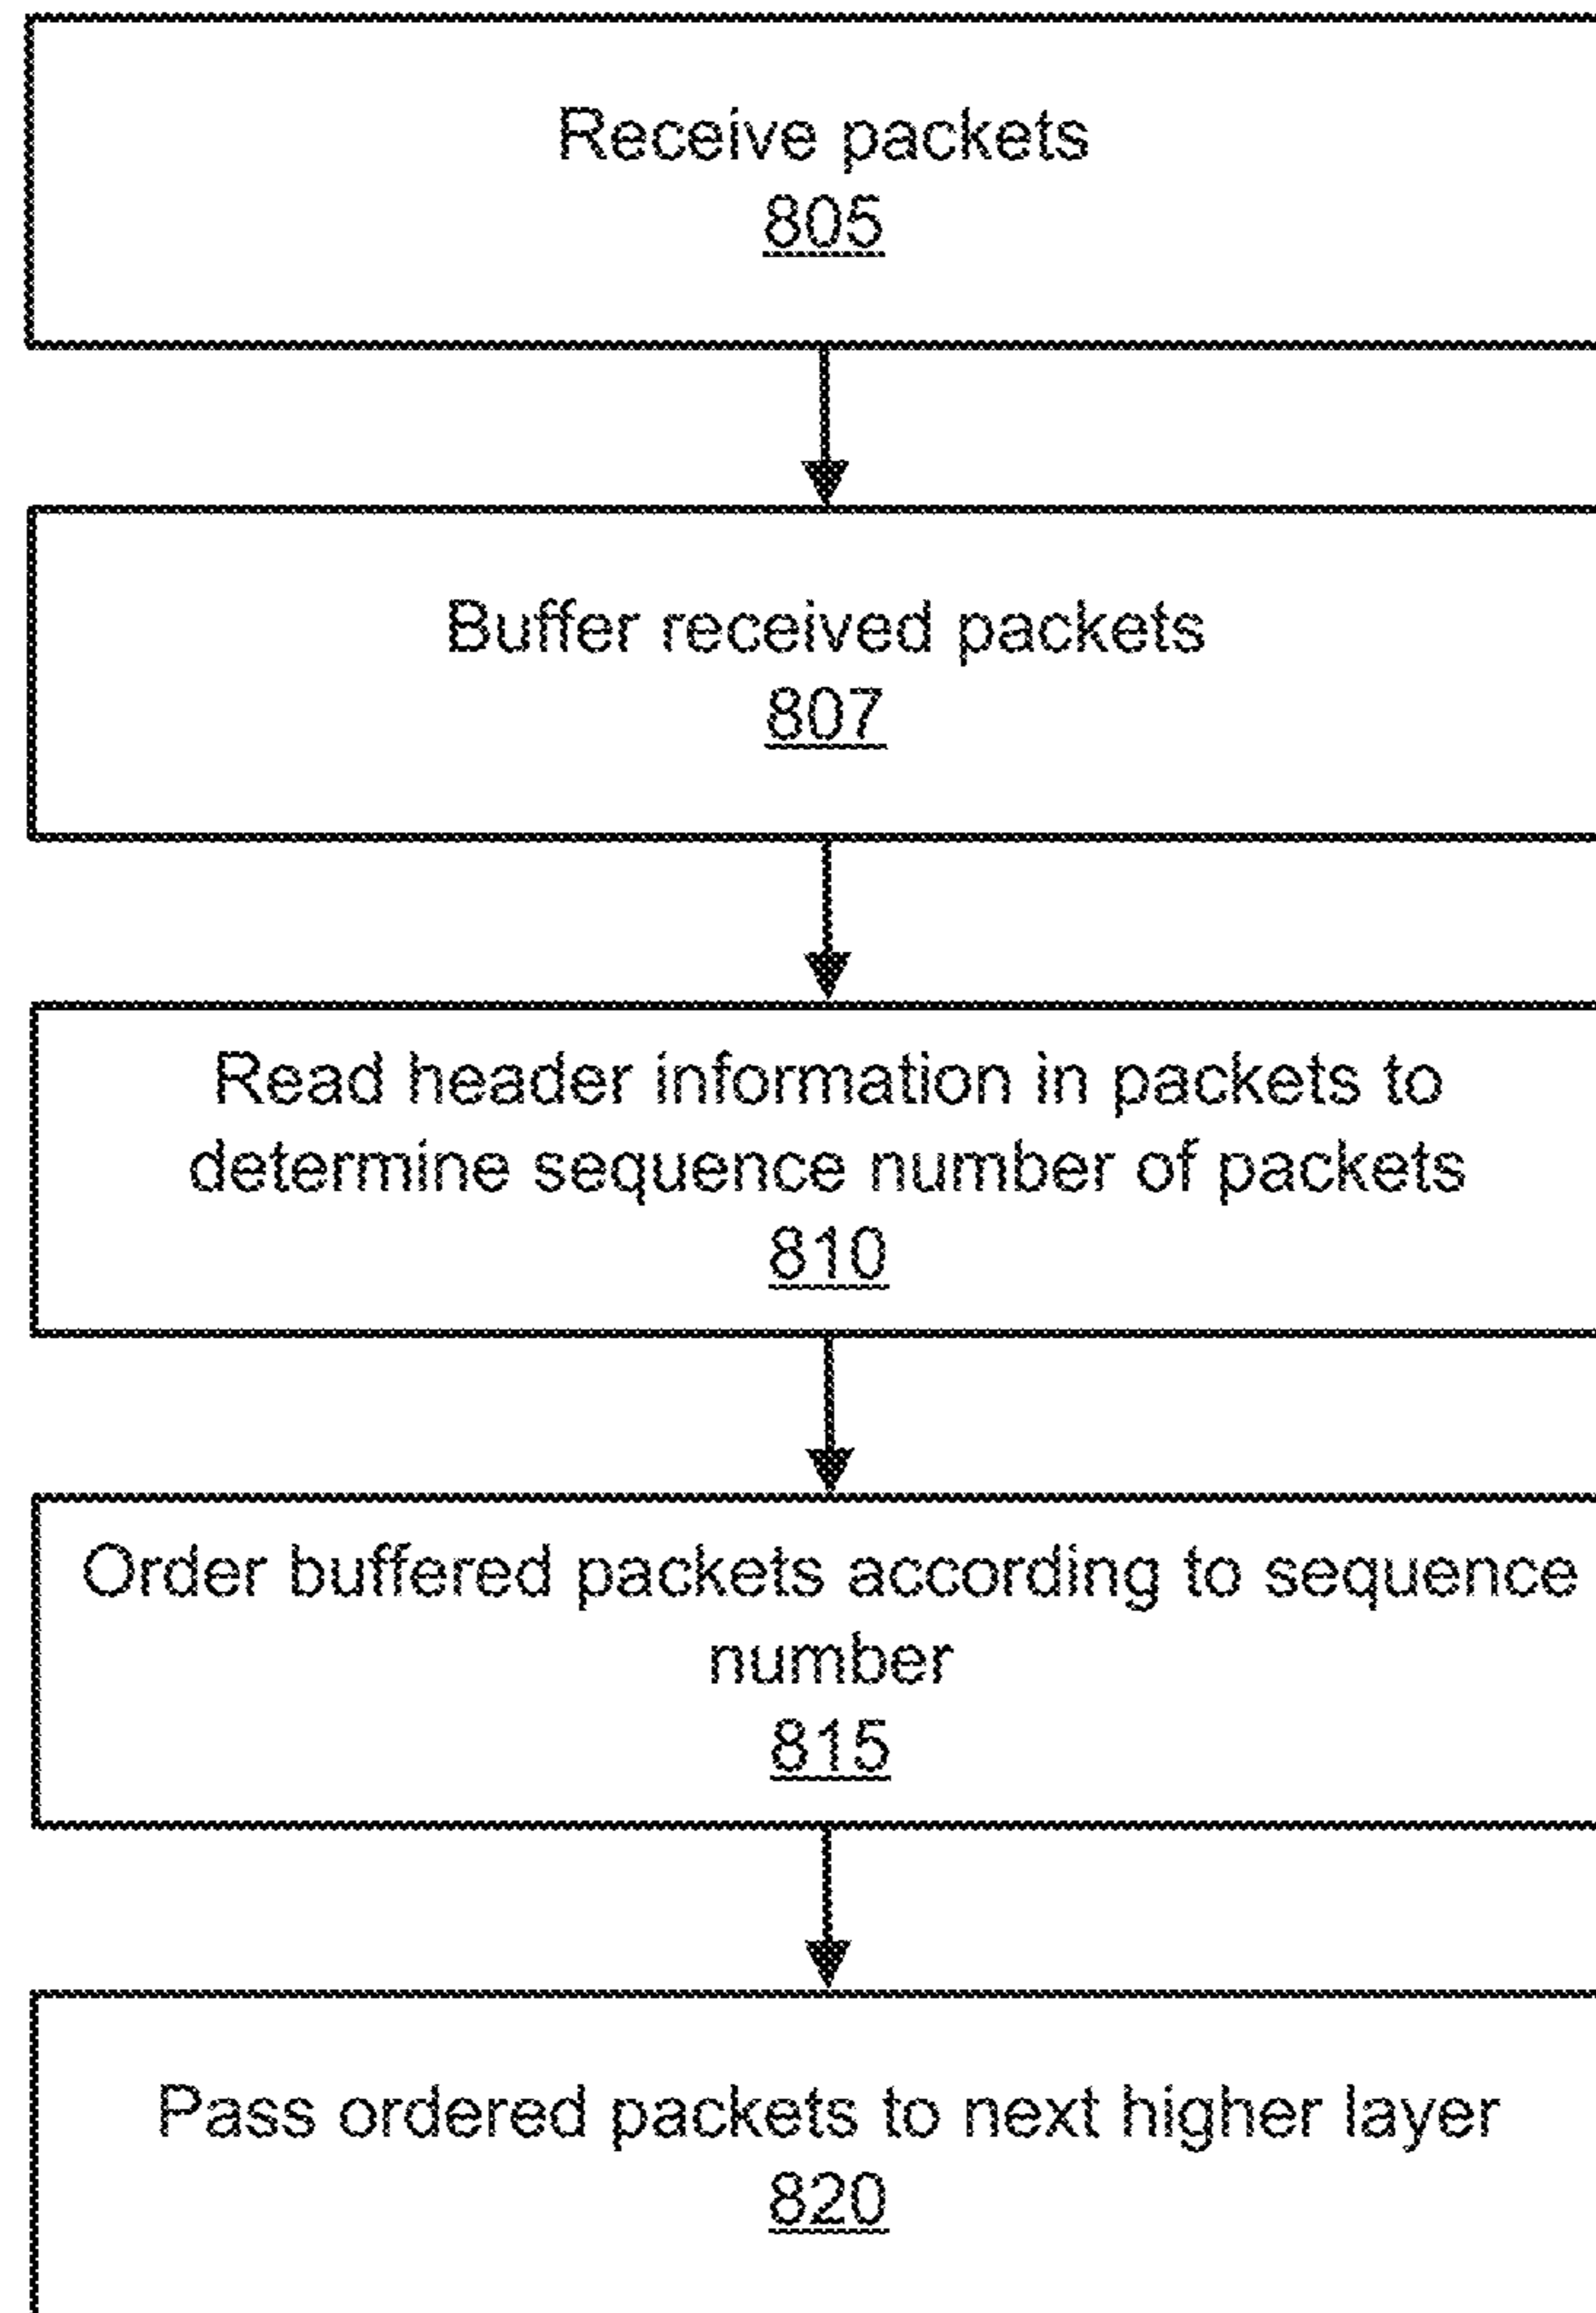 Receive packets
805
Buffer received packets
807
Read header information in packets to
determine sequence number of packets
810
Order buffered packets according to sequence
number
815
Pass ordered packets to next higher layer
820